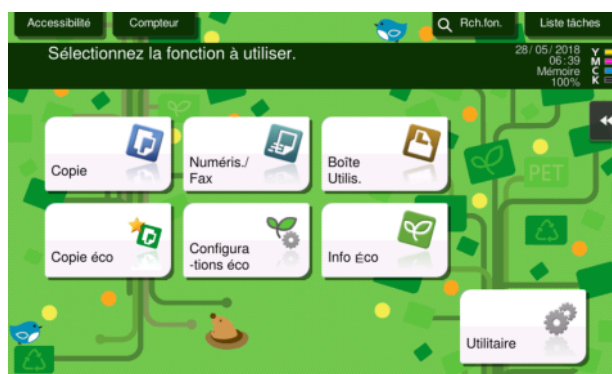 Accessibilité Compteur Rch.fon. Liste tâches
Sélectionnez la fonction à utiliser.
28/05/2018
06:39
Mémoire
100%
Y
M
C
K
Copie
Numéris./
Fax
Boîte
Utilis.
PET
Copie éco
Configura
-tions éco
Info Éco
Utilitaire